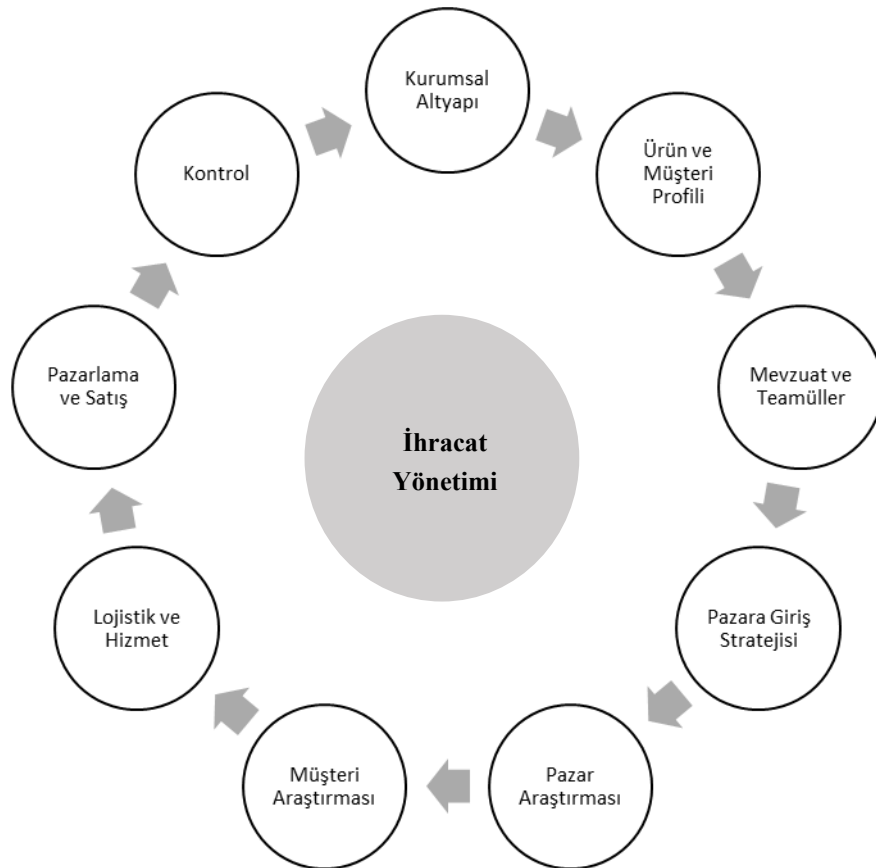 Kurumsal
Altyapı
Ürün ve
Müşteri
Profili
Mevzuat ve
Teamüller
Pazara Giriş
Stratejisi
Pazar
Araştırması
Müşteri
Araştırması
Lojistik ve
Hizmet
Pazarlama
ve Satış
Kontrol
İhracat
Yönetimi